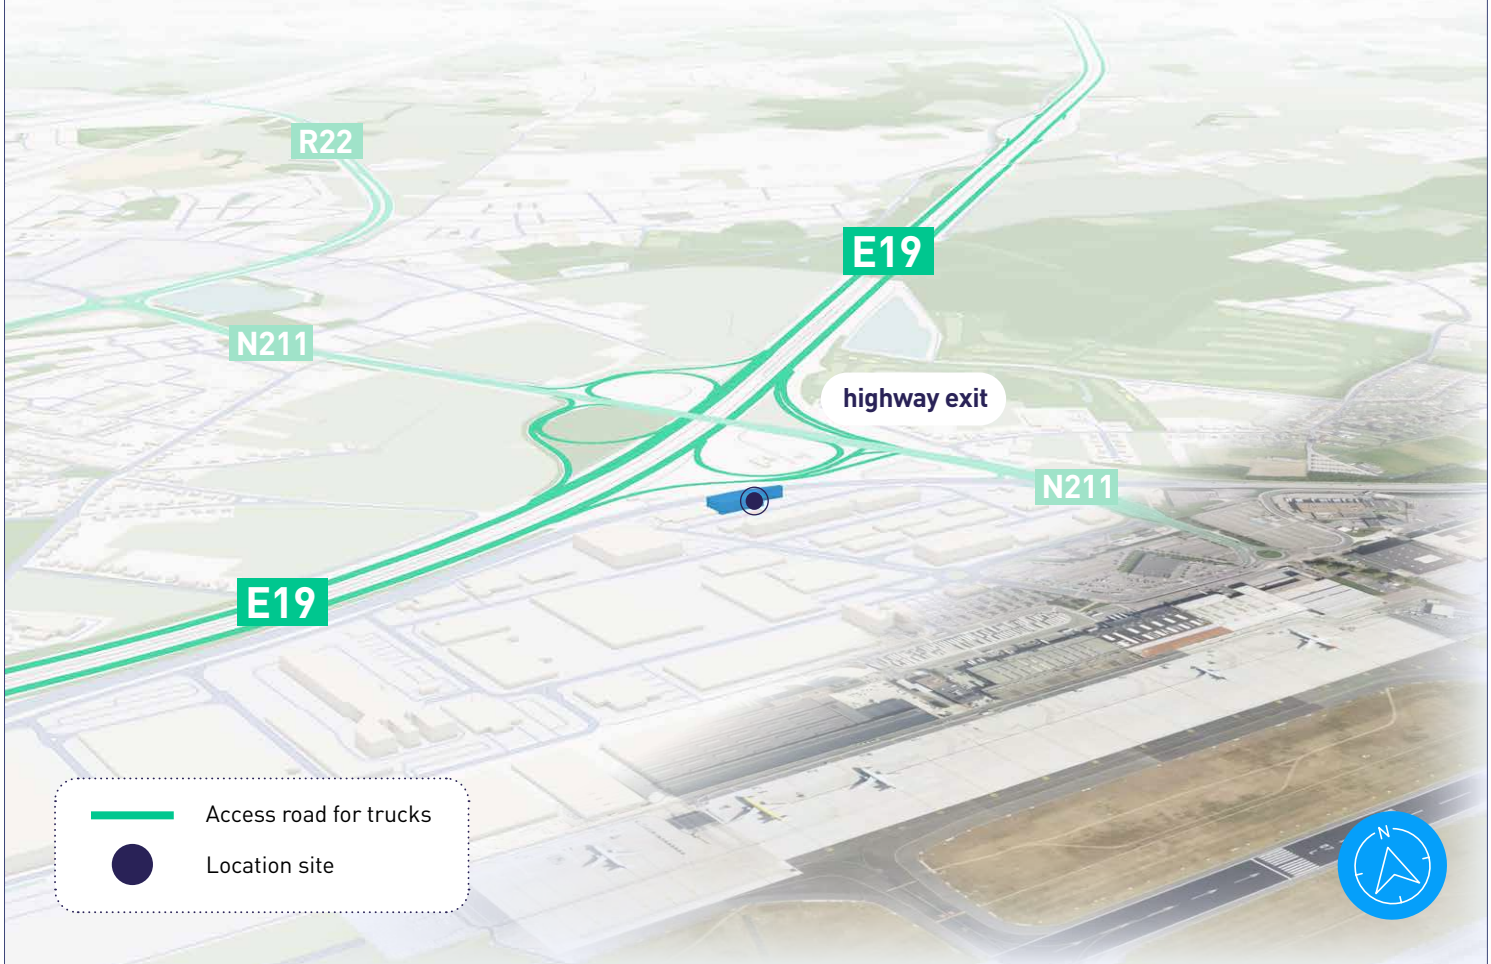 R22
E19
N211
highway exit
N211
E19
Access road for trucks
Location site
N